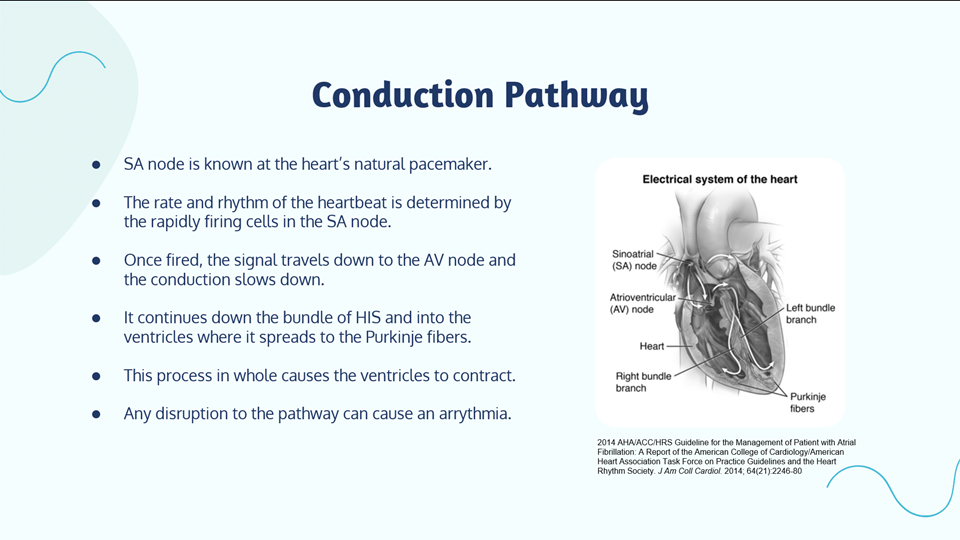 Conduction Pathway
● SA node is known at the heart’s natural pacemaker.
● The rate and rhythm of the heartbeat is determined by
the rapidly firing cells in the SA node.
● Once fired, the signal travels down to the AV node and
the conduction slows down.
● It continues down the bundle of HIS and into the
ventricles where it spreads to the Purkinje fibers.
● This process in whole causes the ventricles to contract.
● Any disruption to the pathway can cause an arrythmia.
Electrical system of the heart
Sinoatrial
(SA) node
Atrioventricular
(AV) node
Heart
Right bundle
branch
Left bundle
branch
Purkinje
fibers
2014 AHA/ACC/HRS Guideline for the Management of Patient with Atrial
Fibrillation: A Report of the American College of Cardiology/American
Heart Association Task Force on Practice Guidelines and the Heart
Rhythm Society. J Am Coll Cardiol. 2014; 64(21):2246-80